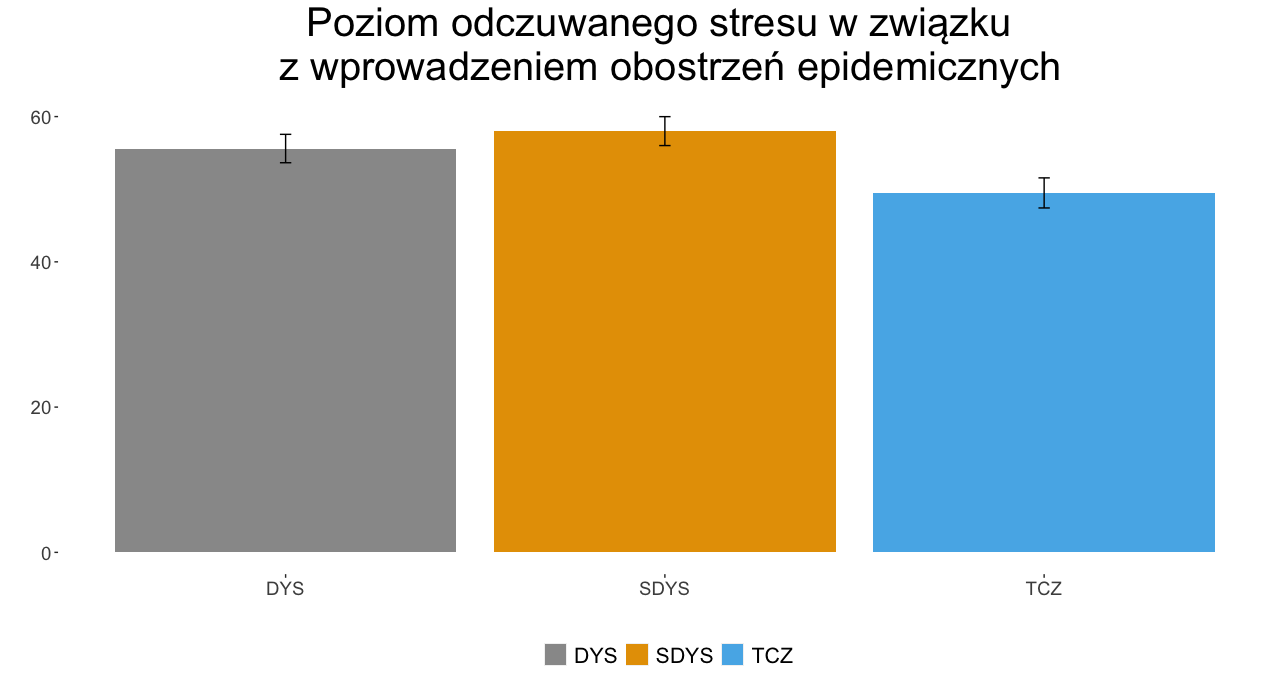 Poziom odczuwanego stresu w związku
z wprowadzeniem obostrzeń epidemicznych
60
40
20
0
DYS SDYS TCZ
DYS SDYS TCZ